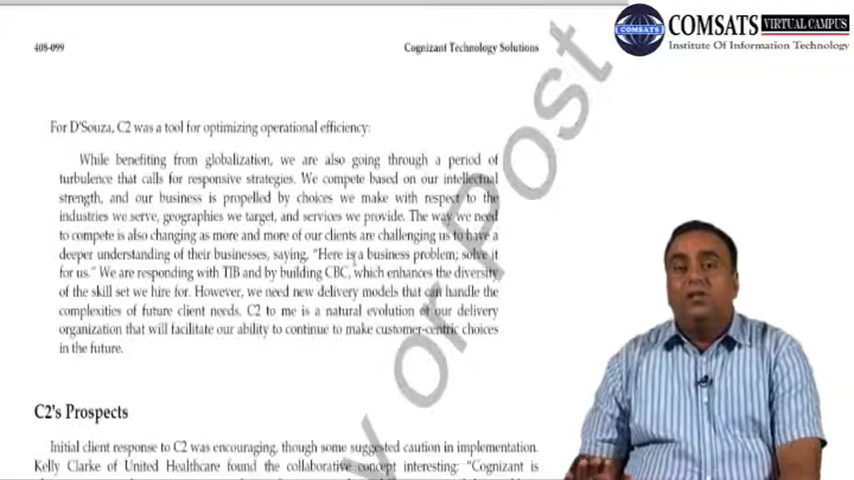 COMSATS VIRTUAL CAMPUS
COMSATS
Institute Of Information Technology
408-099 Cognizant Technology Solutions
For D'Souza, C2 was a tool for optimizing operational efficiency:
While benefiting from globalization, we are also going through a period of
turbulence that calls for responsive strategies. We compete based on our intellectual
strength, and our business is propelled by choices we make with respect to the
industries we serve, geographies we target, and services we provide. The way we need
to compete is also changing as more and more of our clients are challenging us to have a
deeper understanding of their businesses, saying, "Here is a business problem; solve it
for us." We are responding with TIB and by building CBC, which enhances the diversity
of the skill set we hire for. However, we need new delivery models that can handle the
complexities of future client needs. C2 to me is a natural evolution of our delivery
organization that will facilitate our ability to continue to make customer-centric choices
in the future.
y or Post
C2's Prospects
Initial client response to C2 was encouraging, though some suggested caution in implementation.
Kelly Clarke of United Healthcare found the collaborative concept interesting: "Cognizant is